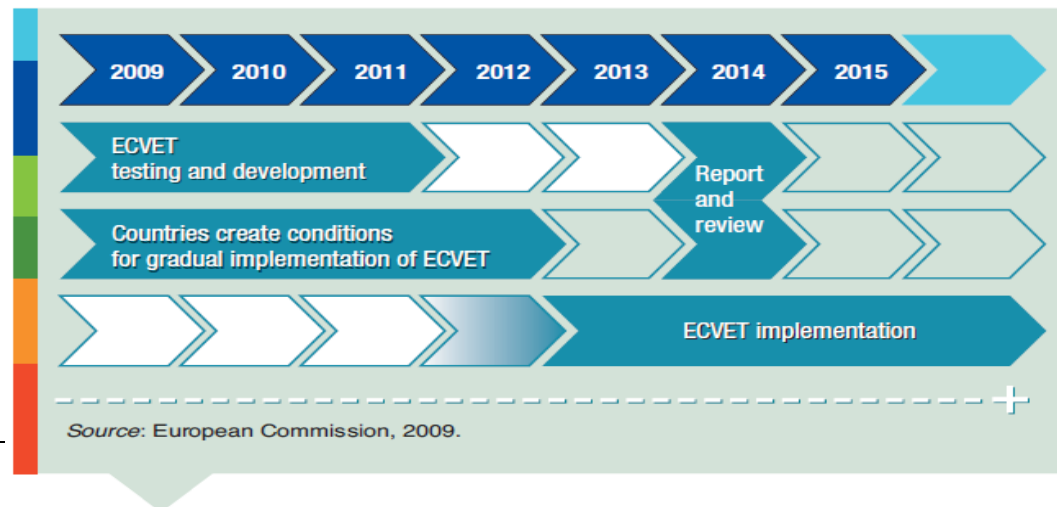 2009 2010 2011 2012 2013 2014 2015
ECVET
testing and development
Report
and
review
Countries create conditions
for gradual implementation of ECVET
ECVET implementation
Source: European Commission, 2009.